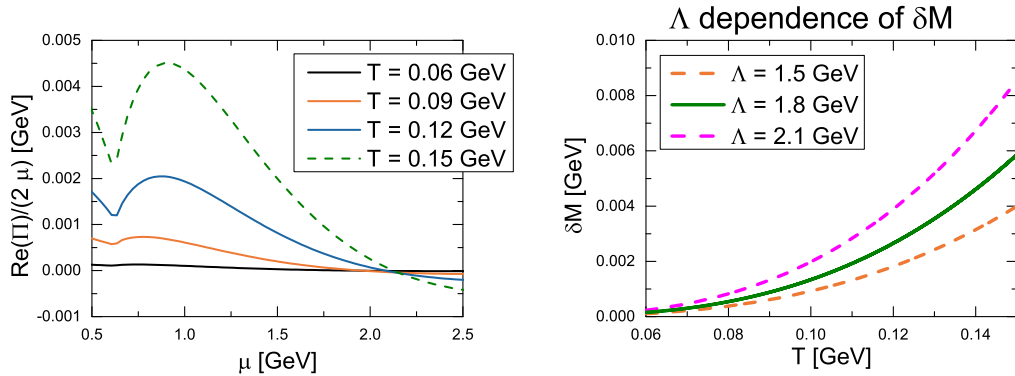 0.005
0.004
0.003
0.002
0.001
0.000
-0.001
Re(Π)/(2 μ) [GeV]
T = 0.06 GeV
T = 0.09 GeV
T = 0.12 GeV
T = 0.15 GeV
0.5 1.0 1.5 2.0 2.5
μ [GeV]
Λ dependence of δM
0.010
0.008
0.006
0.004
0.002
0.000
δM [GeV]
Λ = 1.5 GeV
Λ = 1.8 GeV
Λ = 2.1 GeV
0.06 0.08 0.10 0.12 0.14
T [GeV]